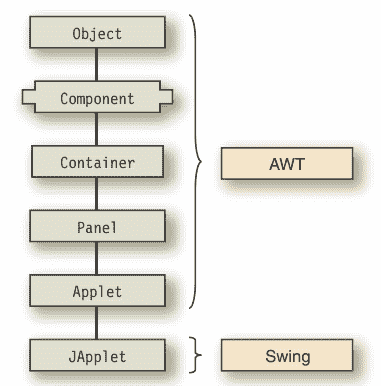 Object
Component
Container
AWT
Panel
Applet
JApplet
Swing